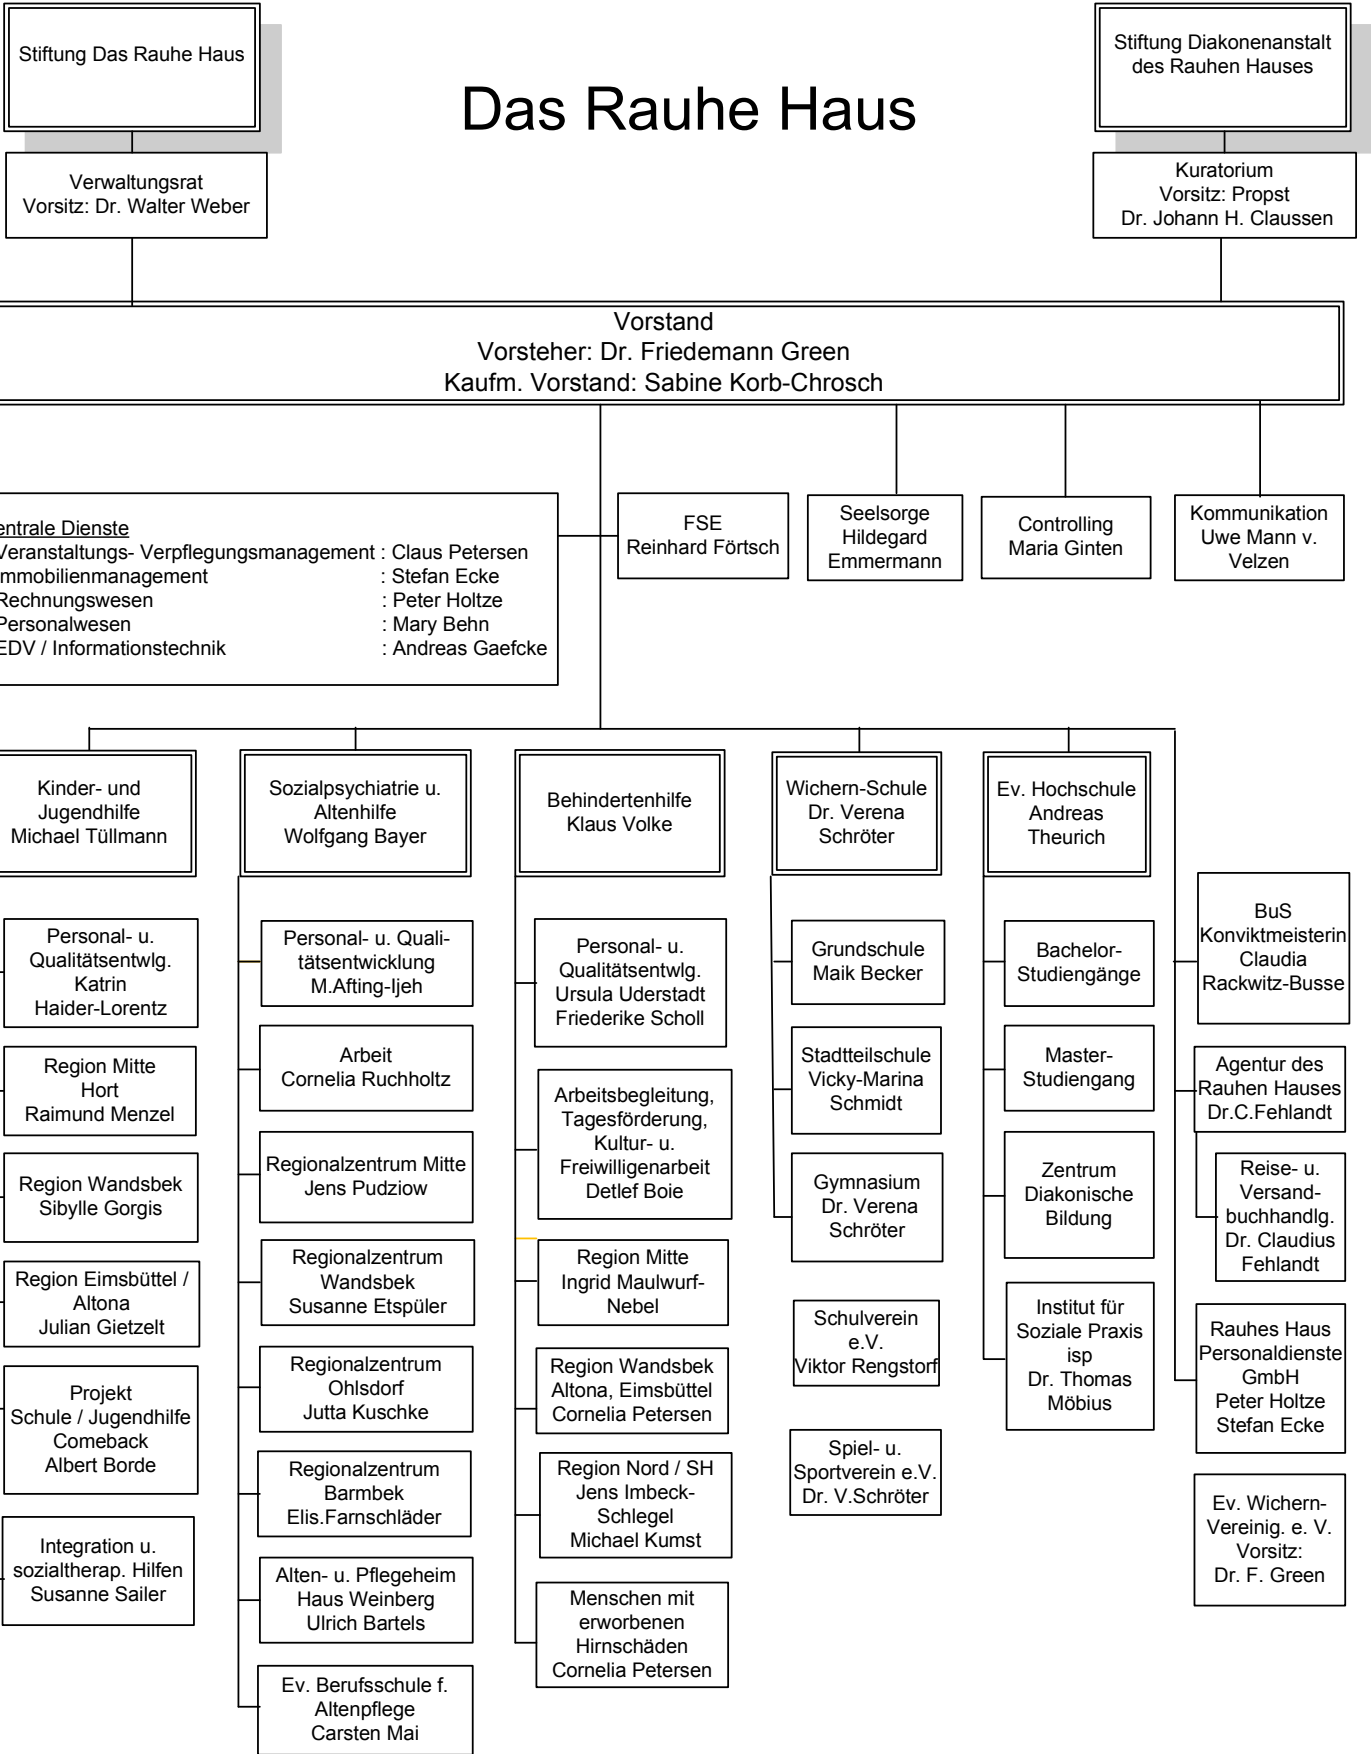 Stiftung Das Rauhe Haus
Das Rauhe Haus
Stiftung Diakonenanstalt
des Rauhen Hauses
Verwaltungsrat
Vorsitz: Dr. Walter Weber
Kuratorium
Vorsitz: Propst
Dr. Johann H. Claussen
Vorstand
Vorsteher: Dr. Friedemann Green
Kaufm. Vorstand: Sabine Korb-Chrosch
entrale Dienste
Veranstaltungs- Verpflegungsmanagement : Claus Petersen
mmobilienmanagement : Stefan Ecke
Rechnungswesen : Peter Holtze
Personalwesen : Mary Behn
EDV / Informationstechnik : Andreas Gaefcke
FSE
Reinhard Förtsch
Seelsorge
Hildegard
Emmermann
Controlling
Maria Ginten
Kommunikation
Uwe Mann v.
Velzen
Kinder- und
Jugendhilfe
Michael Tüllmann
Personal- u.
Qualitätsentwlg.
Katrin
Haider-Lorentz
Region Mitte
Hort
Raimund Menzel
Region Wandsbek
Sibylle Gorgis
Region Eimsbüttel /
Altona
Julian Gietzelt
Projekt
Schule / Jugendhilfe
Comeback
Albert Borde
Integration u.
sozialtherap. Hilfen
Susanne Sailer
Sozialpsychiatrie u.
Altenhilfe
Wolfgang Bayer
Personal- u. Quali-
tätsentwicklung
M.Afting-Ijeh
Arbeit
Cornelia Ruchholtz
Regionalzentrum Mitte
Jens Pudziow
Regionalzentrum
Wandsbek
Susanne Etspüler
Regionalzentrum
Ohlsdorf
Jutta Kuschke
Regionalzentrum
Barmbek
Elis.Farnschläder
Alten- u. Pflegeheim
Haus Weinberg
Ulrich Bartels
Ev. Berufsschule f.
Altenpflege
Carsten Mai
Behindertenhilfe
Klaus Volke
Personal- u.
Qualitätsentwlg.
Ursula Uderstadt
Friederike Scholl
Arbeitsbegleitung,
Tagesförderung,
Kultur- u.
Freiwilligenarbeit
Detlef Boie
Region Mitte
Ingrid Maulwurf-
Nebel
Region Wandsbek
Altona, Eimsbüttel
Cornelia Petersen
Region Nord / SH
Jens Imbeck-
Schlegel
Michael Kumst
Menschen mit
erworbenen
Hirnschäden
Cornelia Petersen
Wichern-Schule
Dr. Verena
Schröter
Grundschule
Maik Becker
Stadtteilschule
Vicky-Marina
Schmidt
Gymnasium
Dr. Verena
Schröter
Schulverein
e.V.
Viktor Rengstorf
Spiel- u.
Sportverein e.V.
Dr. V.Schröter
Ev. Hochschule
Andreas
Theurich
Bachelor-
Studiengänge
Master-
Studiengang
Zentrum
Diakonische
Bildung
Institut für
Soziale Praxis
isp
Dr. Thomas
Möbius
BuS
Konviktmeisterin
Claudia
Rackwitz-Busse
Agentur des
Rauhen Hauses
Dr.C.Fehlandt
Reise- u.
Versand-
buchhandlg.
Dr. Claudius
Fehlandt
Rauhes Haus
Personaldienste
GmbH
Peter Holtze
Stefan Ecke
Ev. Wichern-
Vereinig. e. V.
Vorsitz:
Dr. F. Green